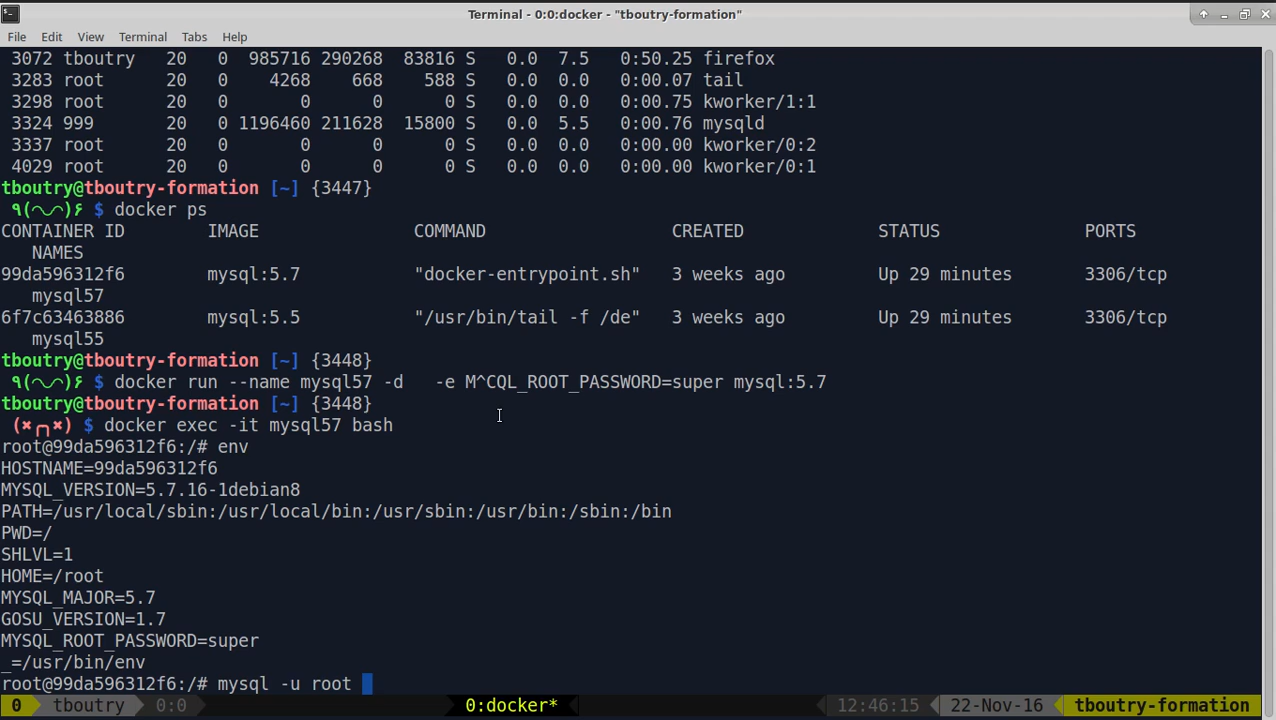 Terminal - 0:0:docker - "tboutry-formation"
File Edit View Terminal Tabs Help
3072 tboutry 20 0 985716 290268 83816 S 0.0 7.5 0:50.25 firefox
3283 root 20 0 4268 668 588 S 0.0 0.0 0:00.07 tail
3298 root 20 0 0 0 0 S 0.0 0.0 0:00.75 kworker/1:1
3324 999 20 0 1196460 211628 15800 S 0.0 5.5 0:00.76 mysqld
3337 root 20 0 0 0 0 S 0.0 0.0 0:00.00 kworker/0:2
4029 root 20 0 0 0 0 S 0.0 0.0 0:00.00 kworker/0:1
tboutry@tboutry-formation [~] {3447}
٩(◡◡)۶ $ docker ps
CONTAINER ID IMAGE COMMAND CREATED STATUS PORTS
NAMES
99da596312f6 mysql:5.7 "docker-entrypoint.sh" 3 weeks ago Up 29 minutes 3306/tcp
mysql57
6f7c63463886 mysql:5.5 "/usr/bin/tail -f /de" 3 weeks ago Up 29 minutes 3306/tcp
mysql55
tboutry@tboutry-formation [~] {3448}
٩(◡◡)۶ $ docker run --name mysql57 -d -e M^CQL_ROOT_PASSWORD=super mysql:5.7
tboutry@tboutry-formation [~] {3448}
(✖╭╮✖) $ docker exec -it mysql57 bash
root@99da596312f6:/# env
HOSTNAME=99da596312f6
MYSQL_VERSION=5.7.16-1debian8
PATH=/usr/local/sbin:/usr/local/bin:/usr/sbin:/usr/bin:/sbin:/bin
PWD=/
SHLVL=1
HOME=/root
MYSQL_MAJOR=5.7
GOSU_VERSION=1.7
MYSQL_ROOT_PASSWORD=super
_=/usr/bin/env
root@99da596312f6:/# mysql -u root
0 tboutry 0:0 0:docker* 12:46:15 22-Nov-16 tboutry-formation